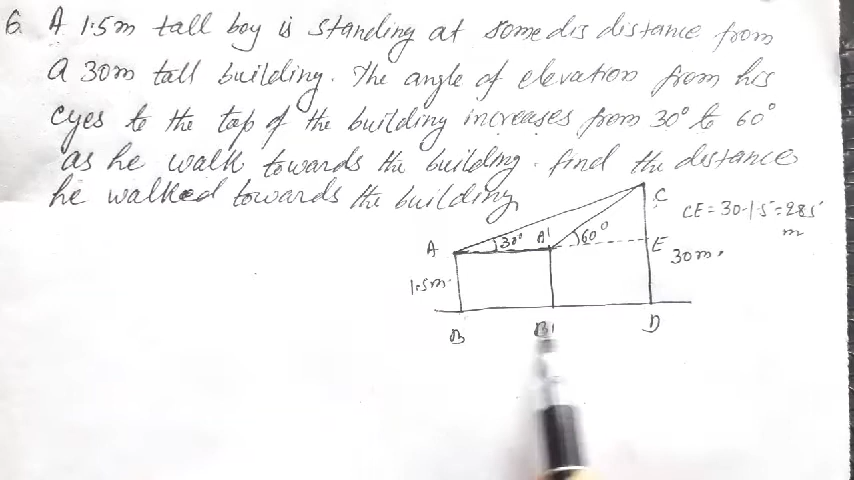 6. A 1.5m tall boy is standing at some dis distance from
a 30m tall building. The angle of elevation from his
eyes to the top of the building increases from 30° to 60°
as he walk towards the building. find the distance
he walked towards the building.
C
CE = 30-1.5 = 28.5
m
A 30° A' 60° E
30m.
1.5m.
B B' D